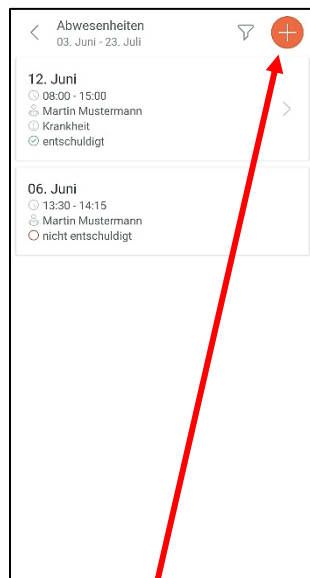 Abwesenheiten
03. Juni - 23. Juli
12. Juni
08:00 - 15:00
Martin Mustermann
Krankheit
entschuldigt
06. Juni
13:30 - 14:15
Martin Mustermann
nicht entschuldigt